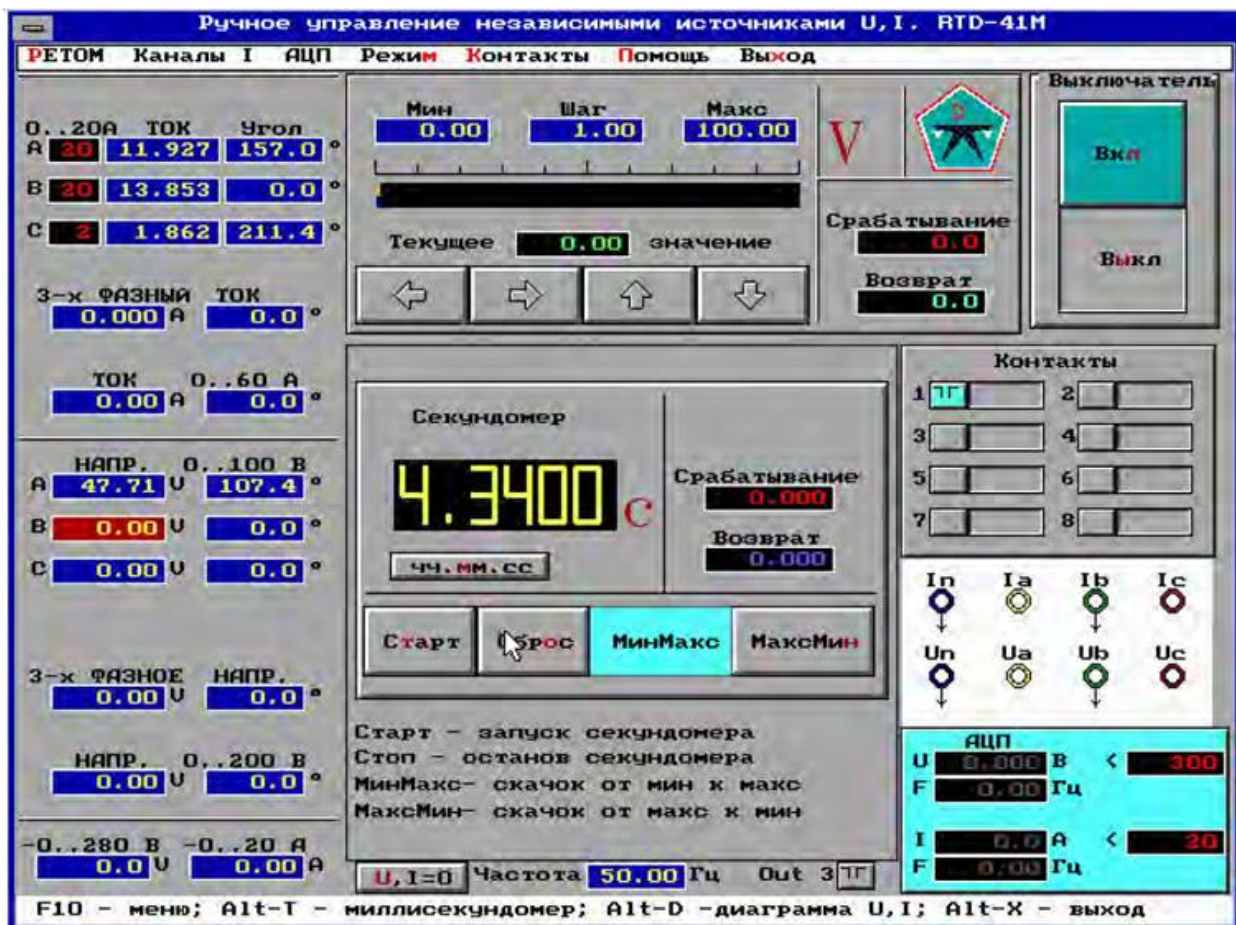 Ручное управление независимыми источниками U,I. RTD-41M
РЕТОМ Каналы I АЦП Режим Контакты Помощь Выход
0..20A ТОК Угол
A 20 11.927 157.0 °
B 20 13.853 0.0 °
C 2 1.862 211.4 °
3-х ФАЗНЫЙ ТОК
0.000 A 0.0 °
ТОК 0..60 A
0.00 A 0.0 °
НАПР. 0..100 В
A 47.71 U 107.4 °
B 0.00 U 0.0 °
C 0.00 U 0.0 °
3-х ФАЗНОЕ НАПР.
0.00 U 0.0 °
НАПР. 0..200 В
0.00 U 0.0 °
-0..280 В -0..20 A
0.0 U 0.00 A
Мин Шаг Макс
0.00 1.00 100.00
V
D
Текущее 0.00 значение
Срабатывание
0.0
Возврат
0.0
Выключатель
Вкл
Выкл
Секундомер
4.3400 С
чч.мм.сс
Срабатывание
0.000
Возврат
0.000
Старт Сброс МинМакс МаксМин
Старт - запуск секундомера
Стоп - останов секундомера
МинМакс- скачок от мин к макс
МаксМин- скачок от макс к мин
U,I=0 Частота 50.00 Гц Out 3
Контакты
1 2
3 4
5 6
7 8
In Ia Ib Ic
Un Ua Ub Uc
АЦП
U 0.000 В < 300
F 0.00 Гц
I 0.0 A < 20
F 0.00 Гц
F10 - меню; Alt-T - миллисекундомер; Alt-D -диаграмма U,I; Alt-X - выход